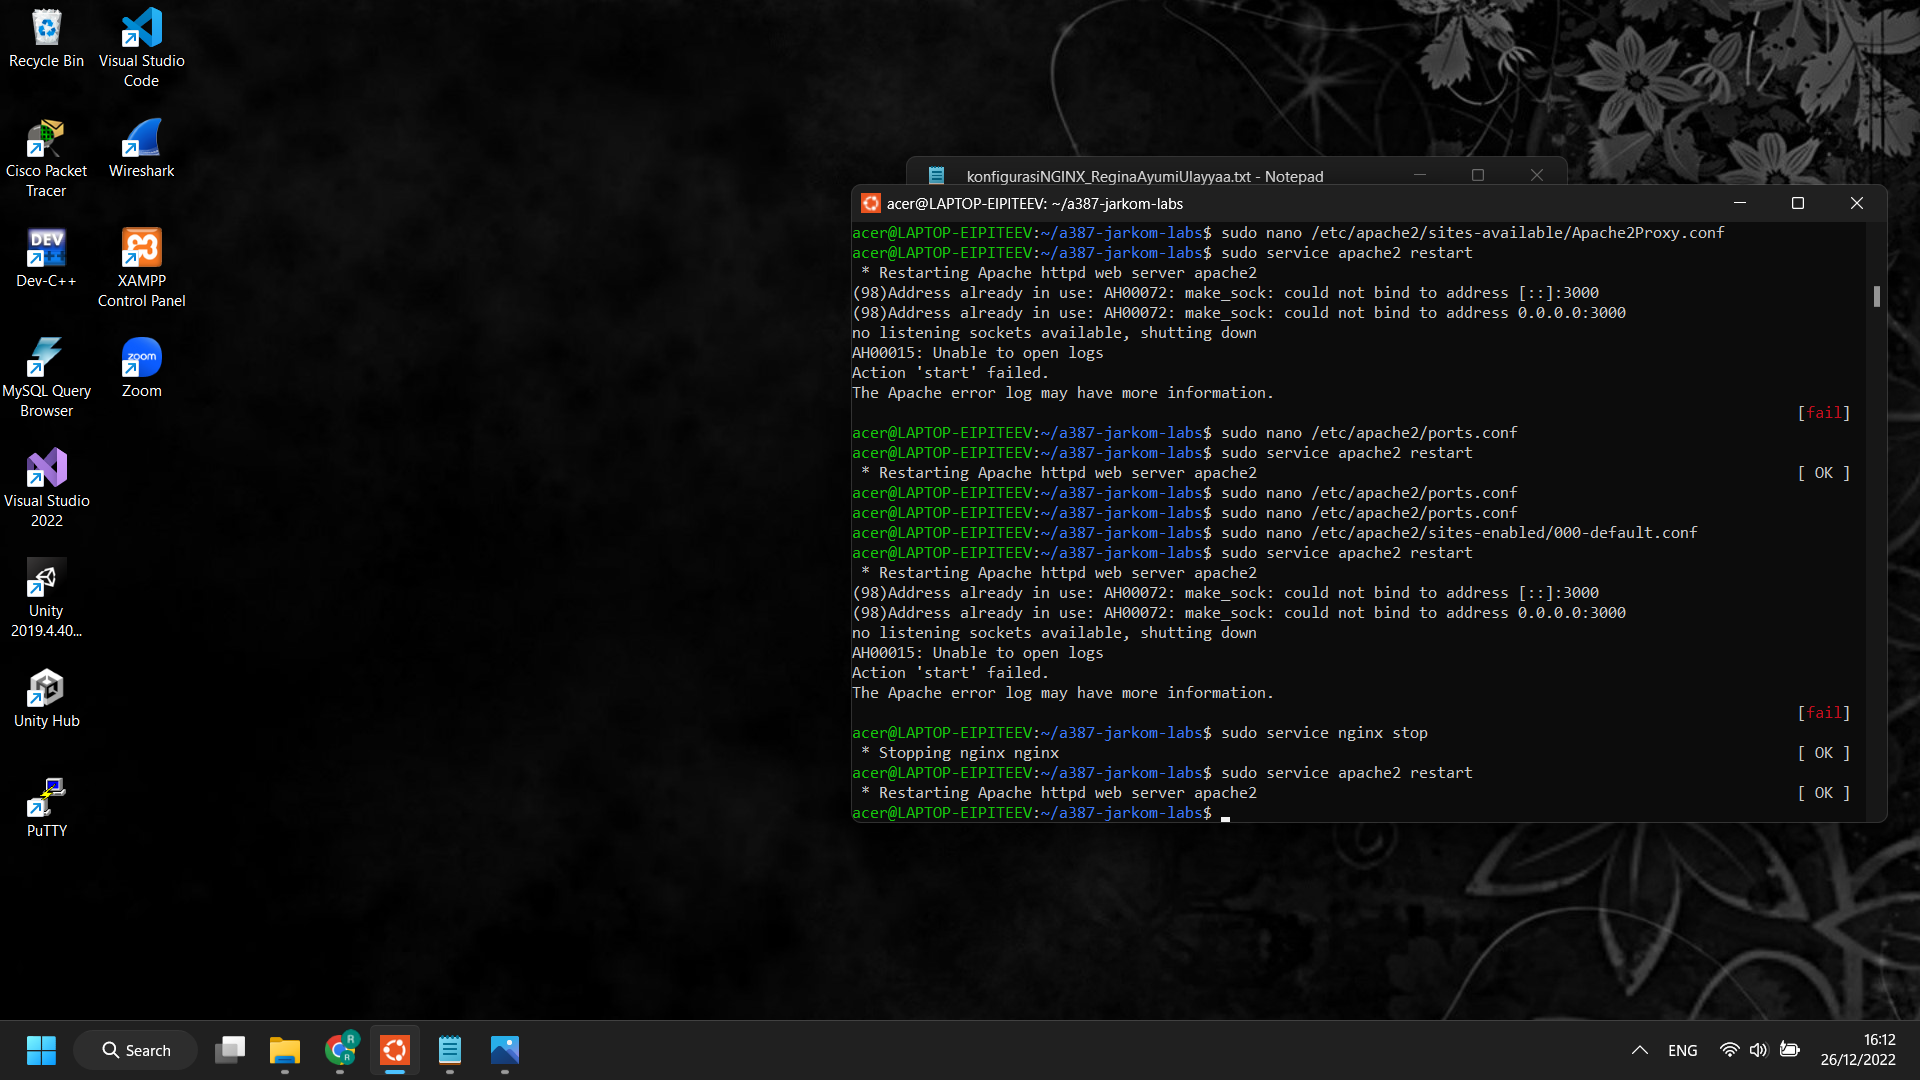 Recycle Bin
Visual Studio
Code
Cisco Packet
Tracer
Wireshark
DEV
Dev-C++
XAMPP
Control Panel
MySQL Query
Browser
zoom
Zoom
Visual Studio
2022
Unity
2019.4.40...
Unity Hub
PuTTY
konfigurasiNGINX_ReginaAyumiUlayyaa.txt - Notepad
acer@LAPTOP-EIPITEEV: ~/a387-jarkom-labs
acer@LAPTOP-EIPITEEV:~/a387-jarkom-labs$ sudo nano /etc/apache2/sites-available/Apache2Proxy.conf
acer@LAPTOP-EIPITEEV:~/a387-jarkom-labs$ sudo service apache2 restart
* Restarting Apache httpd web server apache2
(98)Address already in use: AH00072: make_sock: could not bind to address [::]:3000
(98)Address already in use: AH00072: make_sock: could not bind to address 0.0.0.0:3000
no listening sockets available, shutting down
AH00015: Unable to open logs
Action 'start' failed.
The Apache error log may have more information.
[fail]
acer@LAPTOP-EIPITEEV:~/a387-jarkom-labs$ sudo nano /etc/apache2/ports.conf
acer@LAPTOP-EIPITEEV:~/a387-jarkom-labs$ sudo service apache2 restart
* Restarting Apache httpd web server apache2 [ OK ]
acer@LAPTOP-EIPITEEV:~/a387-jarkom-labs$ sudo nano /etc/apache2/ports.conf
acer@LAPTOP-EIPITEEV:~/a387-jarkom-labs$ sudo nano /etc/apache2/ports.conf
acer@LAPTOP-EIPITEEV:~/a387-jarkom-labs$ sudo nano /etc/apache2/sites-enabled/000-default.conf
acer@LAPTOP-EIPITEEV:~/a387-jarkom-labs$ sudo service apache2 restart
* Restarting Apache httpd web server apache2
(98)Address already in use: AH00072: make_sock: could not bind to address [::]:3000
(98)Address already in use: AH00072: make_sock: could not bind to address 0.0.0.0:3000
no listening sockets available, shutting down
AH00015: Unable to open logs
Action 'start' failed.
The Apache error log may have more information.
[fail]
acer@LAPTOP-EIPITEEV:~/a387-jarkom-labs$ sudo service nginx stop
* Stopping nginx nginx [ OK ]
acer@LAPTOP-EIPITEEV:~/a387-jarkom-labs$ sudo service apache2 restart
* Restarting Apache httpd web server apache2 [ OK ]
acer@LAPTOP-EIPITEEV:~/a387-jarkom-labs$
Search
R
R
ENG
16:12
26/12/2022